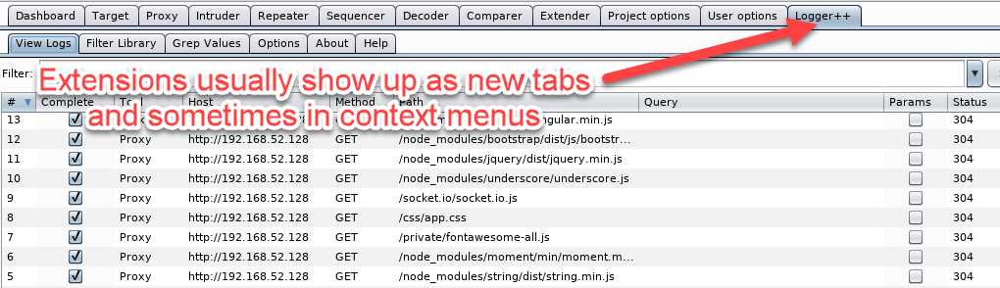 Dashboard Target Proxy Intruder Repeater Sequencer Decoder Comparer Extender Project options User options Logger++
View Logs Filter Library Grep Values Options About Help
Filter:
Extensions usually show up as new tabs
and sometimes in context menus
# Complete Tool Host Method Path Query Params Status
13 Proxy http://192.168.52.128 GET ngular.min.js 304
12 Proxy http://192.168.52.128 GET /node_modules/bootstrap/dist/js/bootstr... 304
11 Proxy http://192.168.52.128 GET /node_modules/jquery/dist/jquery.min.js 304
10 Proxy http://192.168.52.128 GET /node_modules/underscore/underscore.js 304
9 Proxy http://192.168.52.128 GET /socket.io/socket.io.js 304
8 Proxy http://192.168.52.128 GET /css/app.css 304
7 Proxy http://192.168.52.128 GET /private/fontawesome-all.js 304
6 Proxy http://192.168.52.128 GET /node_modules/moment/min/moment.m... 304
5 Proxy http://192.168.52.128 GET /node_modules/string/dist/string.min.js 304